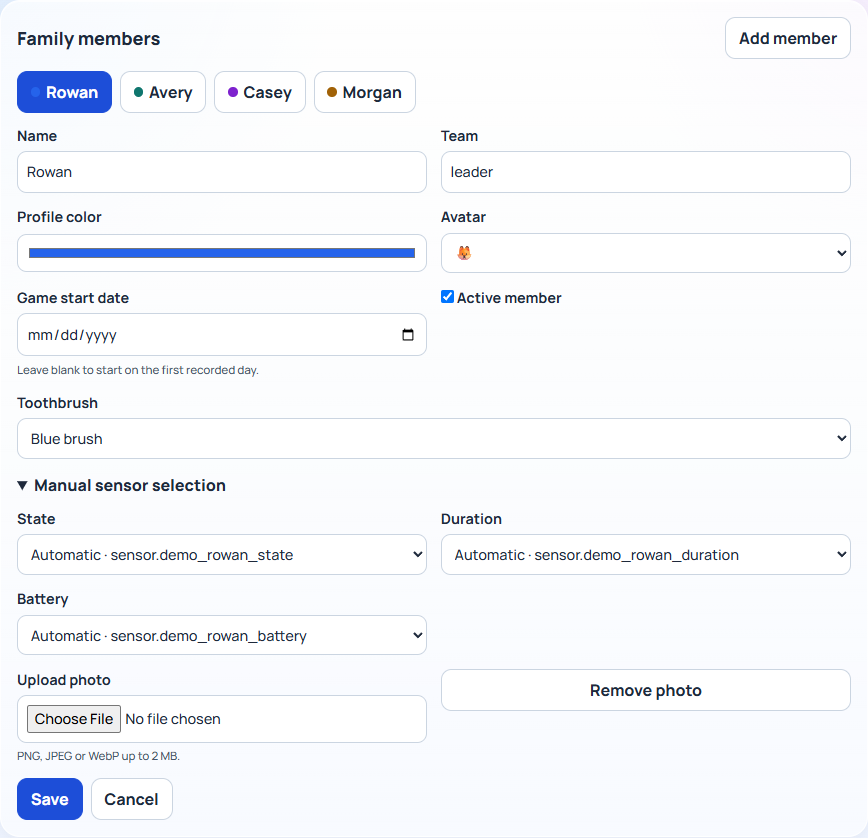 Family members
Add member
Rowan
Avery
Casey
Morgan
Name
Team
Rowan
leader
Profile color
Avatar
Game start date
Active member
mm/dd/yyyy
Leave blank to start on the first recorded day.
Toothbrush
Blue brush
Manual sensor selection
State
Duration
Automatic · sensor.demo_rowan_state
Automatic · sensor.demo_rowan_duration
Battery
Automatic · sensor.demo_rowan_battery
Upload photo
Remove photo
Choose File No file chosen
PNG, JPEG or WebP up to 2 MB.
Save
Cancel